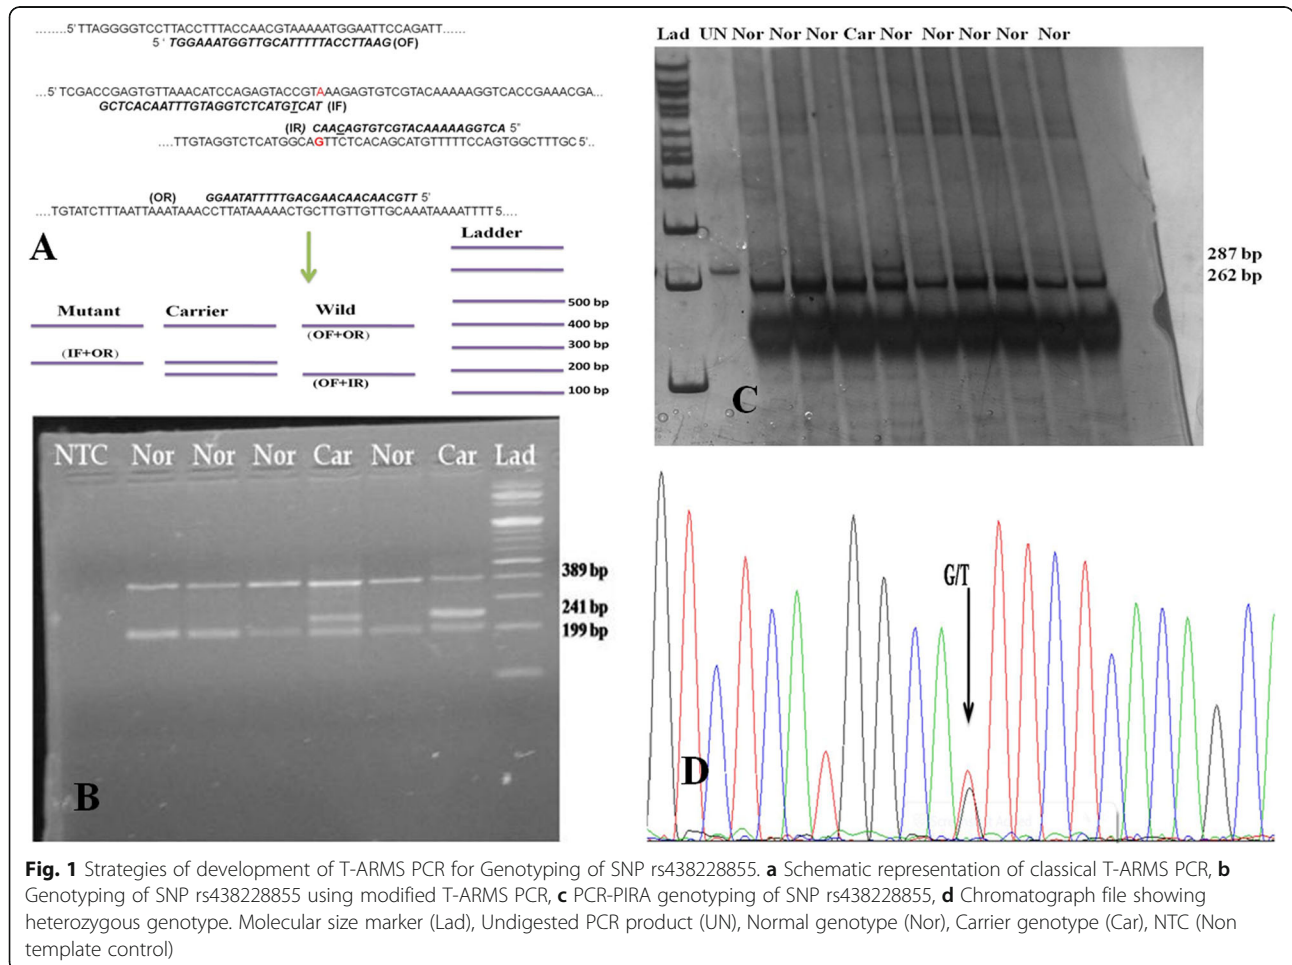 ........5'TTAGGGGTCCTTACCTTTACCAACGTAAAAATGGAATTCCAGATT......
5 ' TGGAAATGGTTGCATTTTTACCTTAAG (OF)
...5'TCGACCGAGTGTTAAACATCCAGAGTACCGTAAAGAGTGTCGTACAAAAAGGTCACCGAAACGA...
GCTCACAATTTGTAGGTCTCATGTCAT (IF)
(IR) CAACAGTGTCGTACAAAAAGGTCA 5"
....TTGTAGGTCTCATGGCAGTTCTCACAGCATGTTTTTCCAGTGGCTTTGC5'..
(OR) GGAATATTTTTGACGAACAACAACGTT 5'
....TGTATCTTTAATTAAATAAACCTTATAAAAACTGCTTGTTGTTGCAAATAAAATTTT5....
A
Ladder
500 bp
400 bp
300 bp
200 bp
100 bp
Mutant Carrier Wild
(OF+OR)
(IF+OR)
(OF+IR)
NTC Nor Nor Nor Car Nor Car Lad
389 bp
241 bp
199 bp
B
Lad UN Nor Nor Nor Car Nor Nor Nor Nor Nor
287 bp
262 bp
C
G/T
D
Fig. 1 Strategies of development of T-ARMS PCR for Genotyping of SNP rs438228855. a Schematic representation of classical T-ARMS PCR, b
Genotyping of SNP rs438228855 using modified T-ARMS PCR, c PCR-PIRA genotyping of SNP rs438228855, d Chromatograph file showing
heterozygous genotype. Molecular size marker (Lad), Undigested PCR product (UN), Normal genotype (Nor), Carrier genotype (Car), NTC (Non
template control)